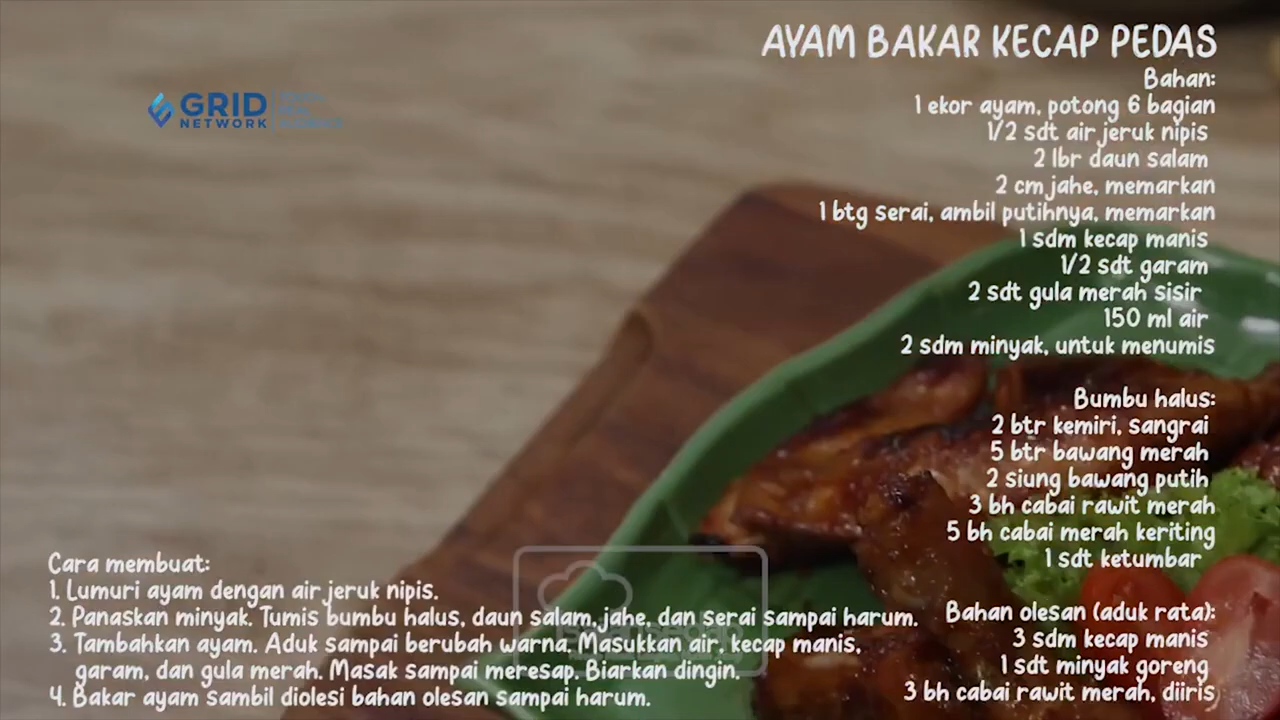 AYAM BAKAR KECAP PEDAS
Bahan:
1 ekor ayam, potong 6 bagian
1/2 sdt air jeruk nipis
2 lbr daun salam
2 cm jahe, memarkan
1 btg serai, ambil putihnya, memarkan
1 sdm kecap manis
1/2 sdt garam
2 sdt gula merah sisir
150 ml air
2 sdm minyak, untuk menumis
Bumbu halus:
2 btr kemiri, sangrai
5 btr bawang merah
2 siung bawang putih
3 bh cabai rawit merah
5 bh cabai merah keriting
1 sdt ketumbar
Bahan olesan (aduk rata):
3 sdm kecap manis
1 sdt minyak goreng
3 bh cabai rawit merah, diiris
Cara membuat:
1. Lumuri ayam dengan air jeruk nipis.
2. Panaskan minyak. Tumis bumbu halus, daun salam, jahe, dan serai sampai harum.
3. Tambahkan ayam. Aduk sampai berubah warna. Masukkan air, kecap manis,
garam, dan gula merah. Masak sampai meresap. Biarkan dingin.
4. Bakar ayam sambil diolesi bahan olesan sampai harum.
GRID
NETWORK